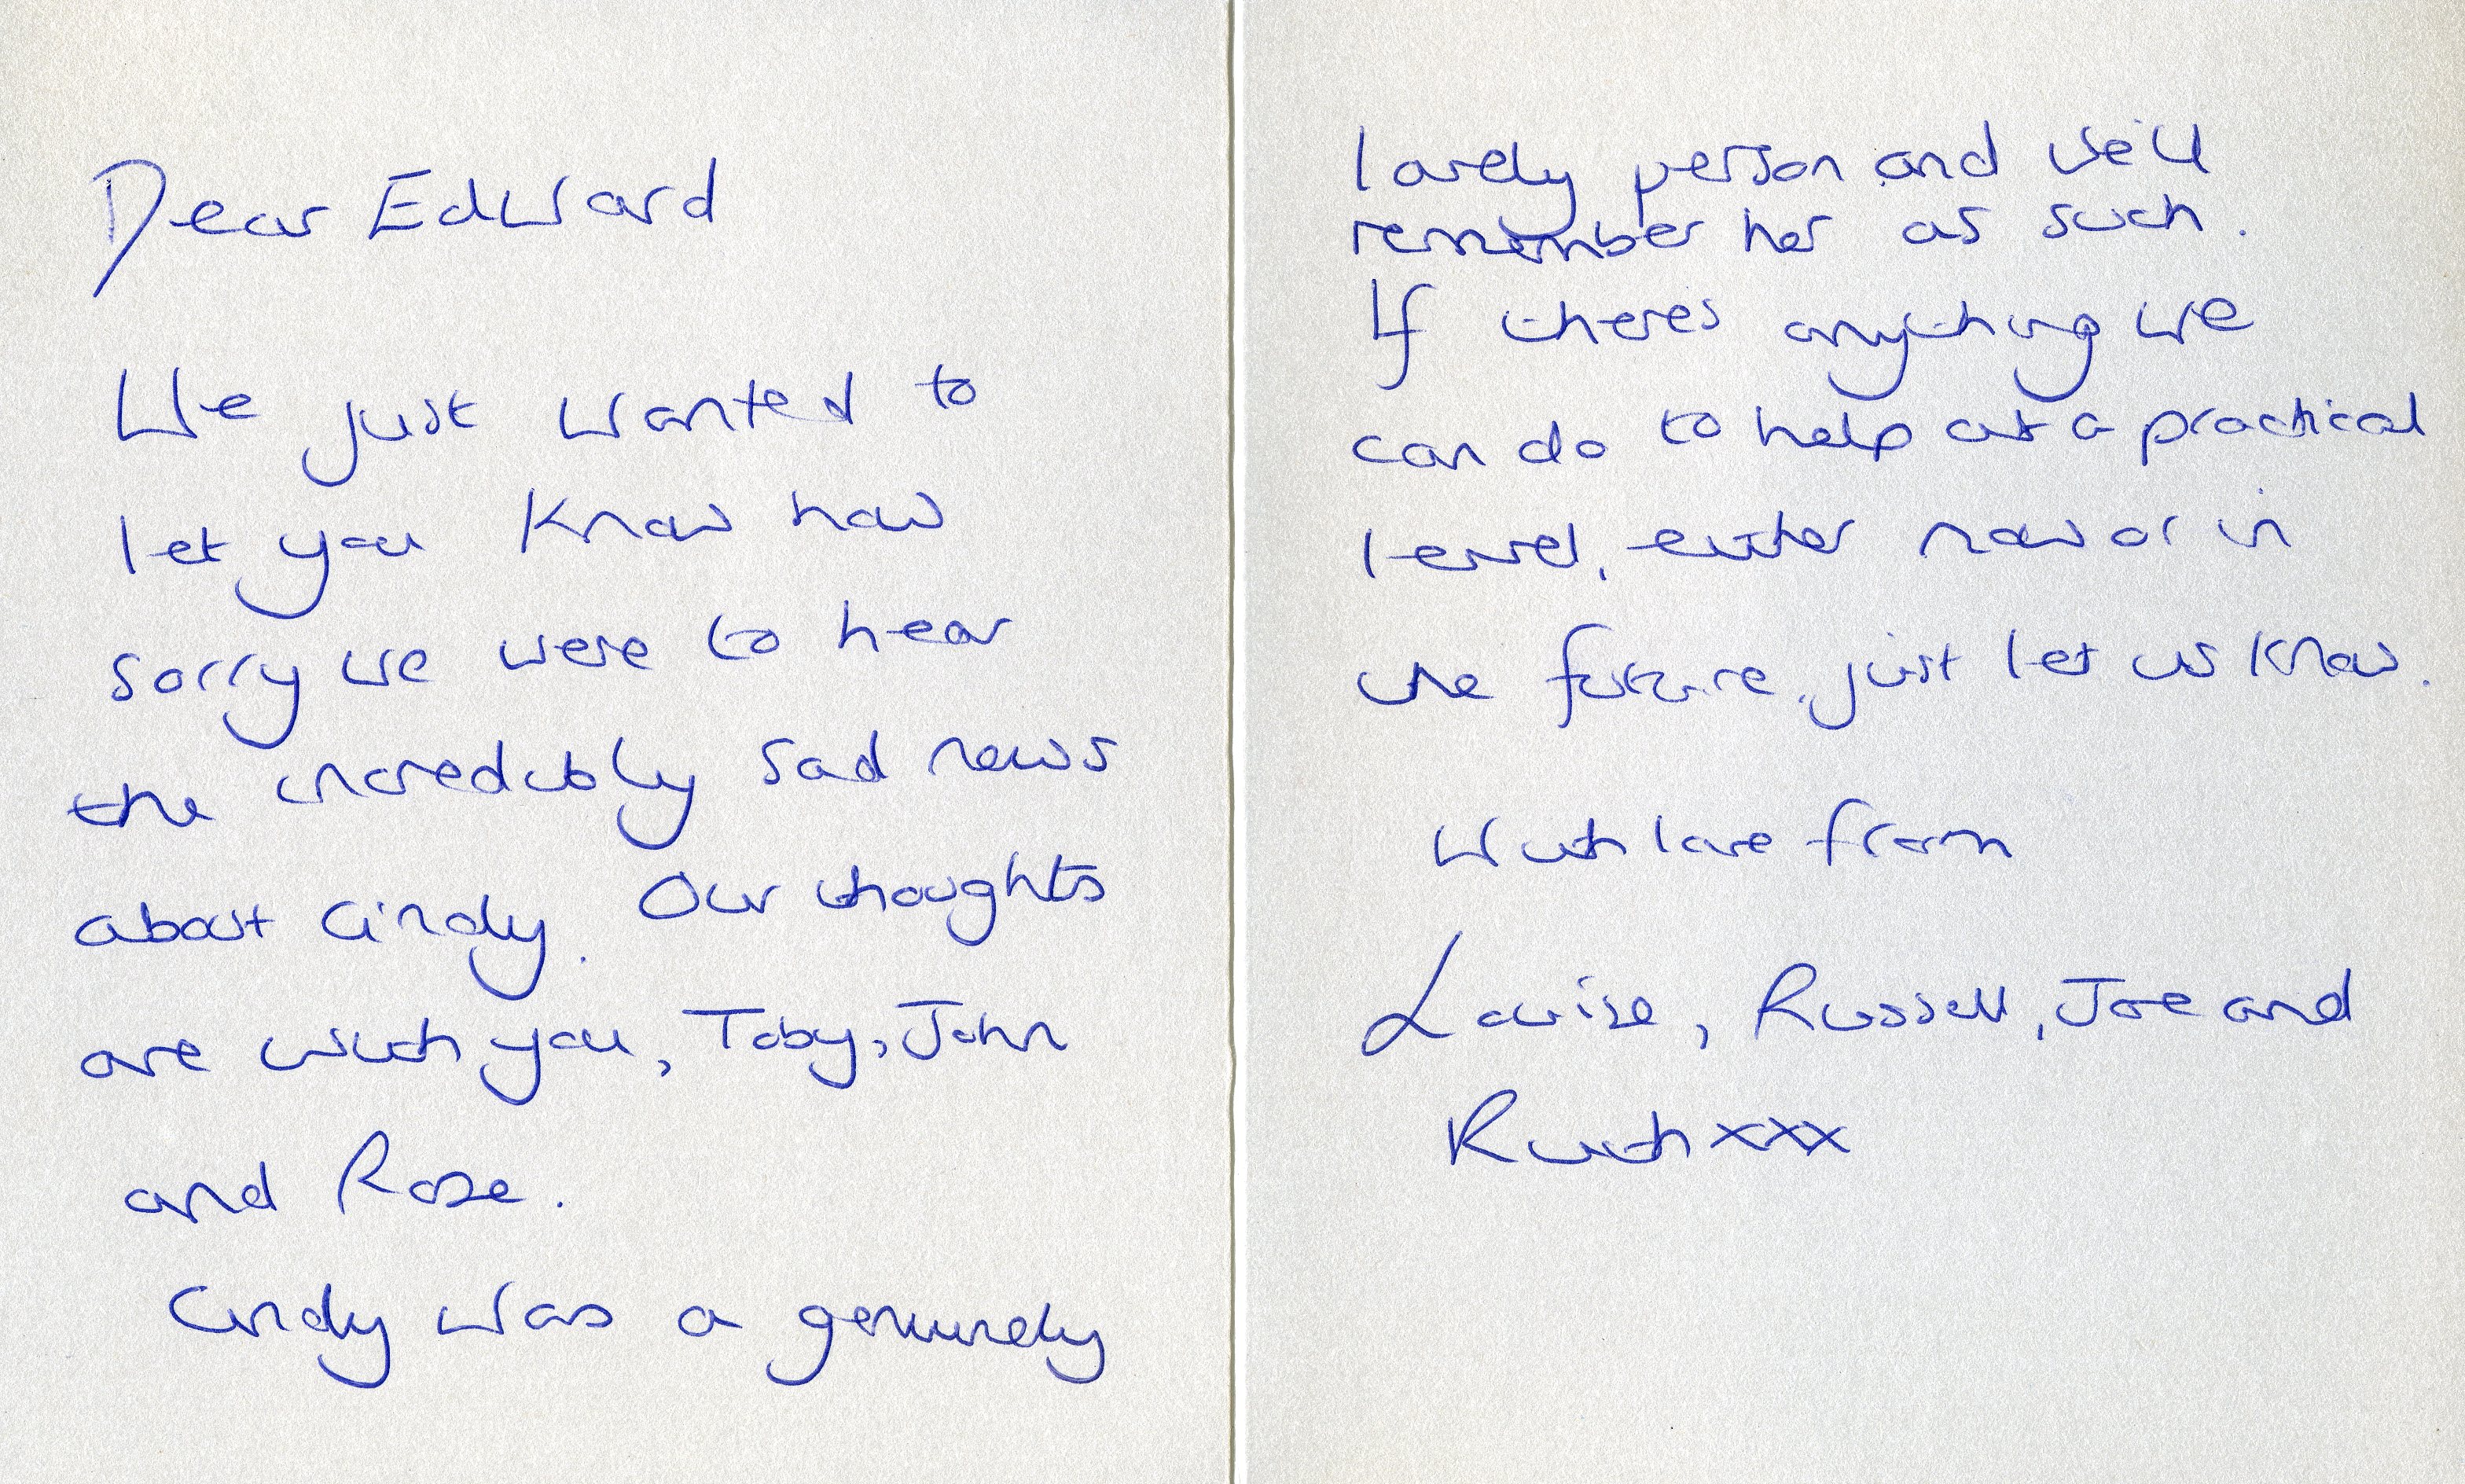 Dear Edward
We just wanted to
let you know how
sorry we were to hear
the incredibly sad news
about Cindy. Our thoughts
are with you, Toby, John
and Rose.
Cindy was a genuinely
lovely person and we'll
remember her as such.
If theres anything we
can do to help at a practical
level, either now or in
the future, just let us know.
With love from
Louise, Russell, Joe and
Ruth xxx